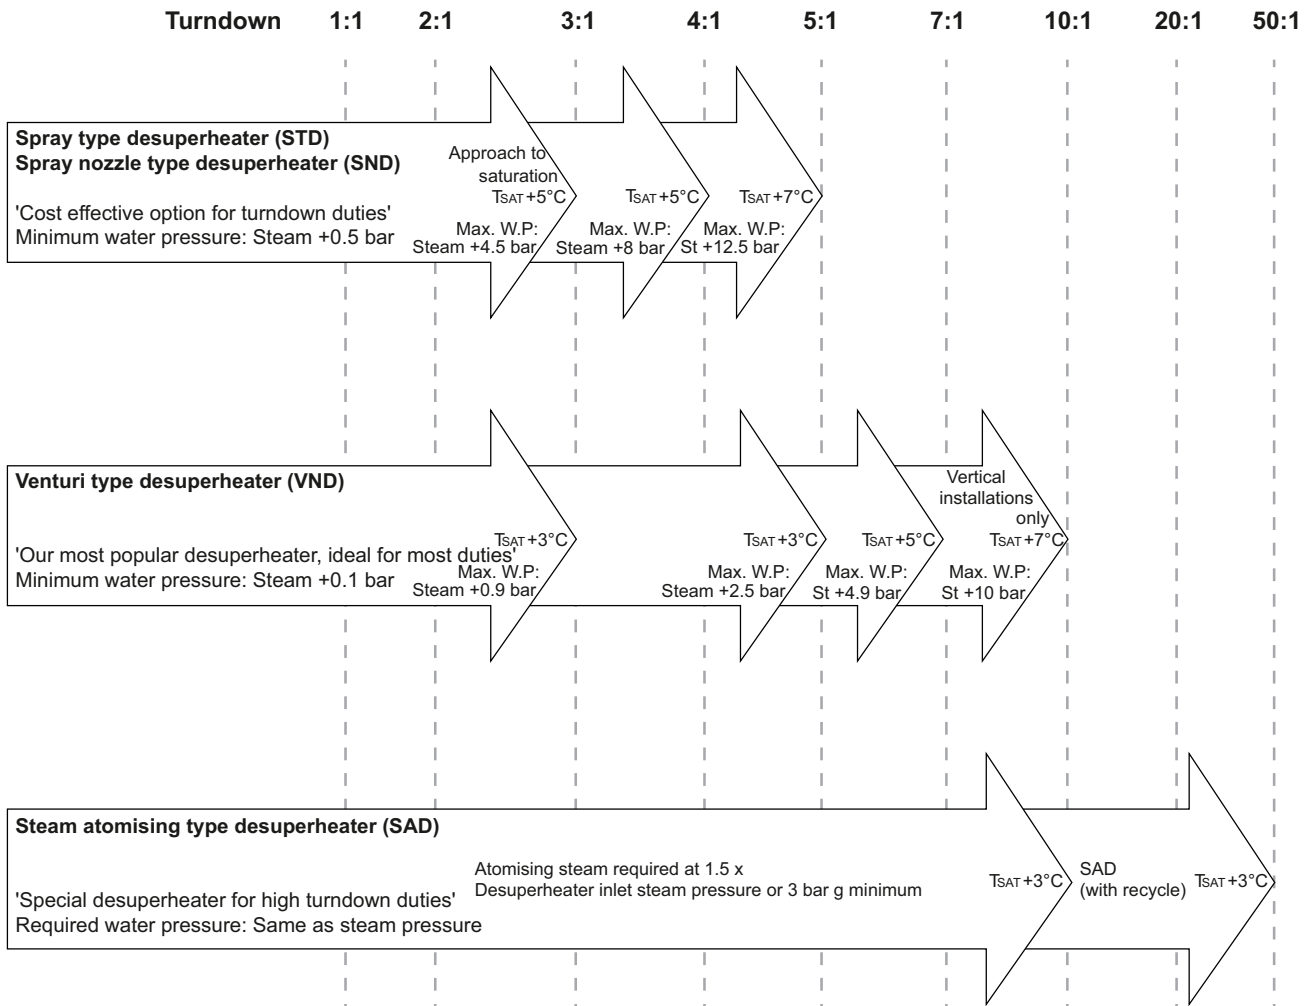 Turndown 1:1 2:1 3:1 4:1 5:1 7:1 10:1 20:1 50:1
Spray type desuperheater (STD)
Spray nozzle type desuperheater (SND)
'Cost effective option for turndown duties'
Minimum water pressure: Steam +0.5 bar
Approach to
saturation
TSAT +5°C
Max. W.P:
Steam +4.5 bar
TSAT +5°C
Max. W.P:
Steam +8 bar
TSAT +7°C
Max. W.P:
St +12.5 bar
Venturi type desuperheater (VND)
'Our most popular desuperheater, ideal for most duties'
Minimum water pressure: Steam +0.1 bar
TSAT +3°C
Max. W.P:
Steam +0.9 bar
TSAT +3°C
Max. W.P:
Steam +2.5 bar
TSAT +5°C
Max. W.P:
St +4.9 bar
Vertical
installations
only
TSAT +7°C
Max. W.P:
St +10 bar
Steam atomising type desuperheater (SAD)
'Special desuperheater for high turndown duties'
Required water pressure: Same as steam pressure
Atomising steam required at 1.5 x
Desuperheater inlet steam pressure or 3 bar g minimum
TSAT +3°C
SAD
(with recycle)
TSAT +3°C